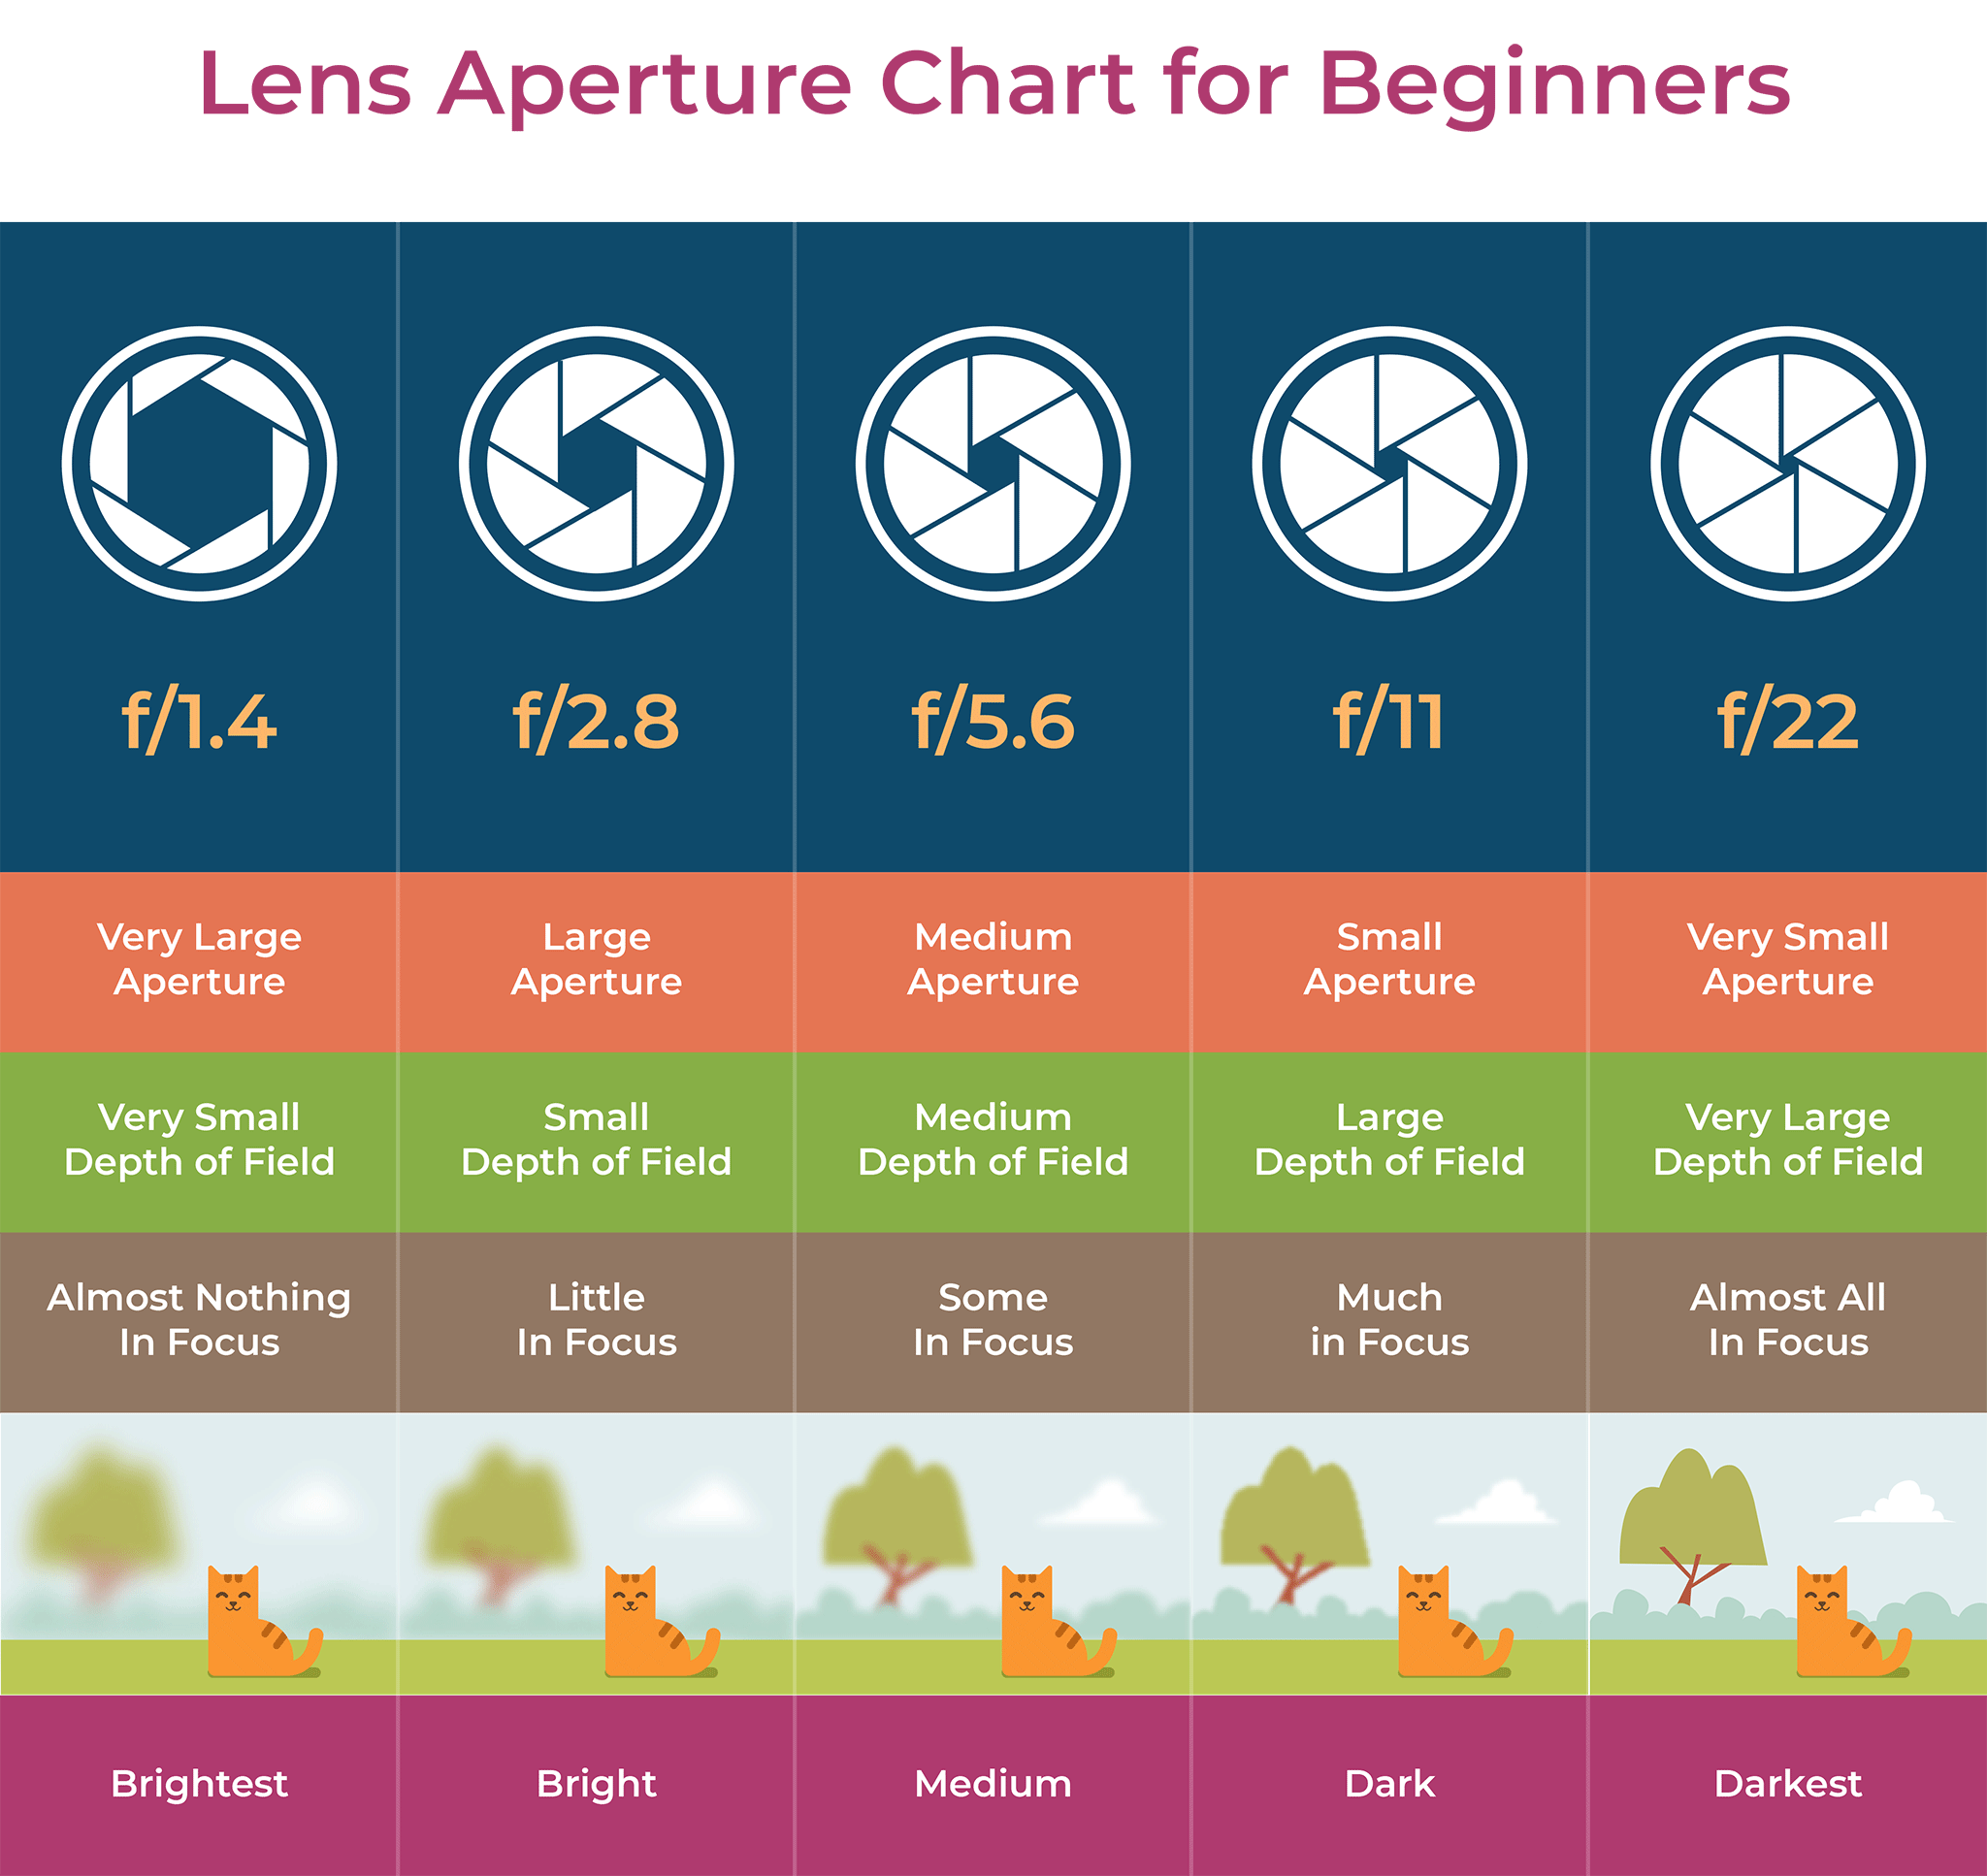 Lens Aperture Chart for Beginners
f/1.4
f/2.8
f/5.6
f/11
f/22
Very Large
Aperture
Large
Aperture
Medium
Aperture
Small
Aperture
Very Small
Aperture
Very Small
Depth of Field
Small
Depth of Field
Medium
Depth of Field
Large
Depth of Field
Very Large
Depth of Field
Almost Nothing
In Focus
Little
In Focus
Some
In Focus
Much
in Focus
Almost All
In Focus
Brightest
Bright
Medium
Dark
Darkest